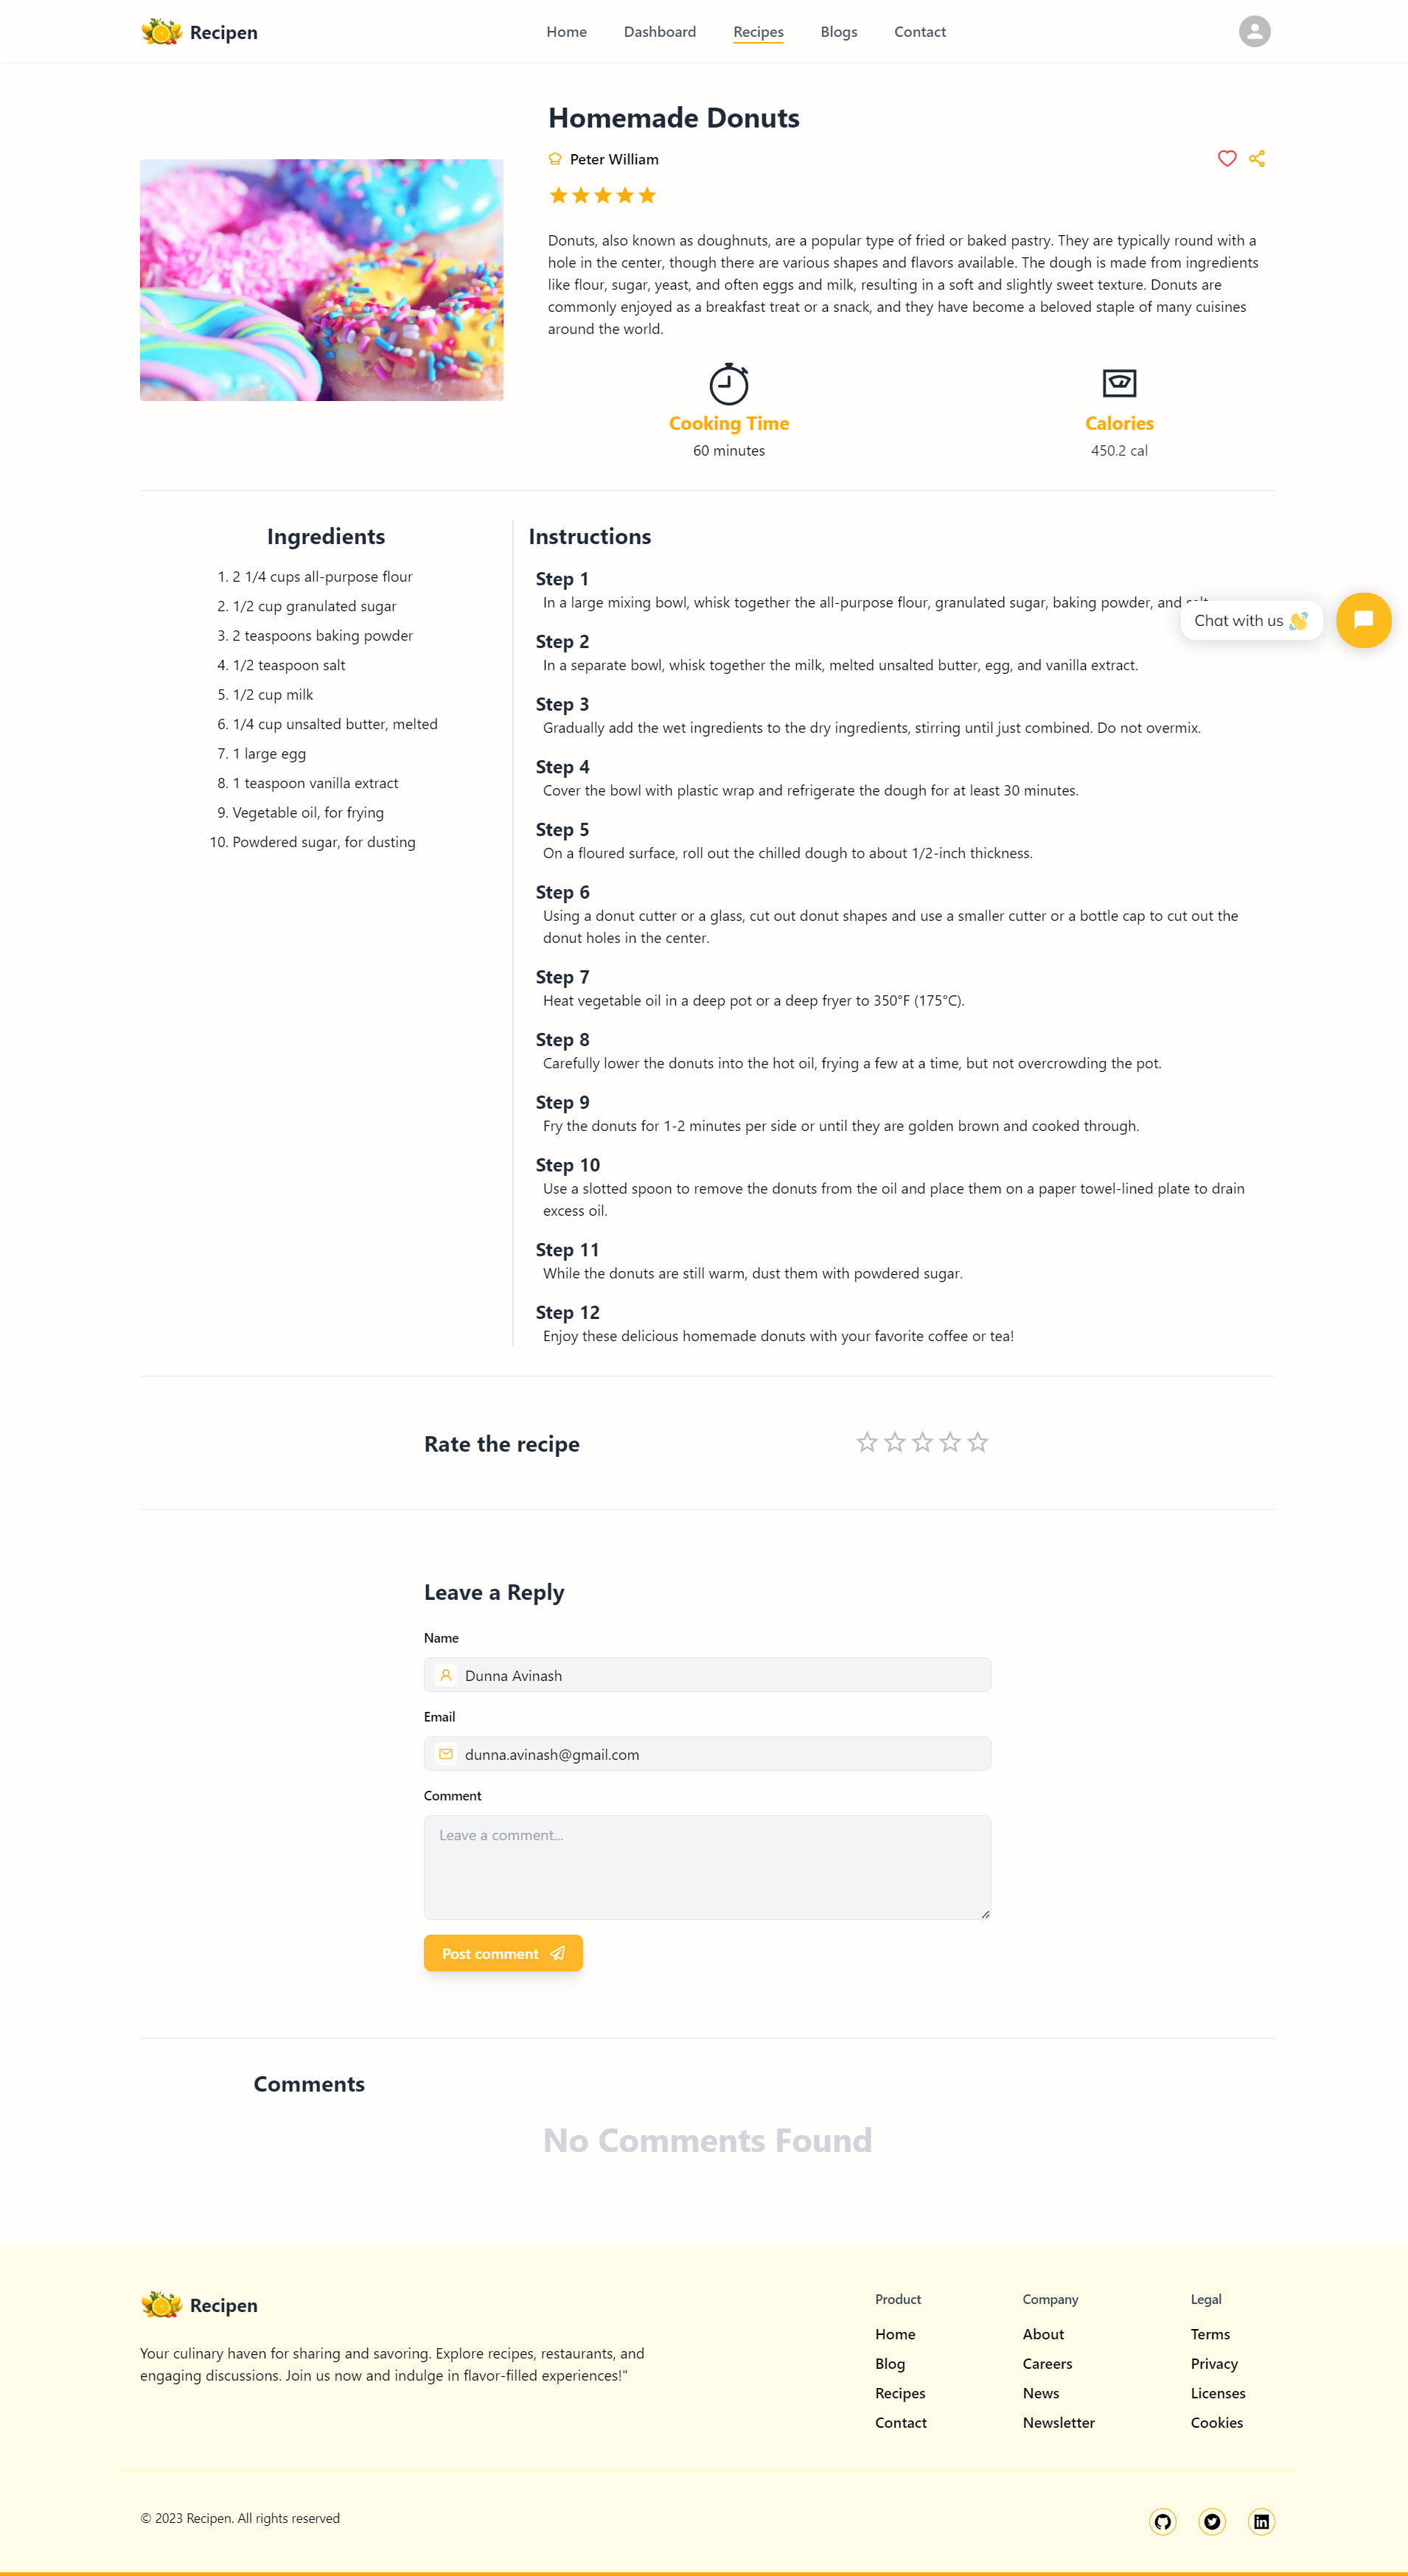 Recipen
Home Dashboard Recipes Blogs Contact
Homemade Donuts
Peter William
Donuts, also known as doughnuts, are a popular type of fried or baked pastry. They are typically round with a
hole in the center, though there are various shapes and flavors available. The dough is made from ingredients
like flour, sugar, yeast, and often eggs and milk, resulting in a soft and slightly sweet texture. Donuts are
commonly enjoyed as a breakfast treat or a snack, and they have become a beloved staple of many cuisines
around the world.
Cooking Time
60 minutes
Calories
450.2 cal
Ingredients
1. 2 1/4 cups all-purpose flour
2. 1/2 cup granulated sugar
3. 2 teaspoons baking powder
4. 1/2 teaspoon salt
5. 1/2 cup milk
6. 1/4 cup unsalted butter, melted
7. 1 large egg
8. 1 teaspoon vanilla extract
9. Vegetable oil, for frying
10. Powdered sugar, for dusting
Instructions
Step 1
In a large mixing bowl, whisk together the all-purpose flour, granulated sugar, baking powder, and salt
Chat with us 👋
Step 2
In a separate bowl, whisk together the milk, melted unsalted butter, egg, and vanilla extract.
Step 3
Gradually add the wet ingredients to the dry ingredients, stirring until just combined. Do not overmix.
Step 4
Cover the bowl with plastic wrap and refrigerate the dough for at least 30 minutes.
Step 5
On a floured surface, roll out the chilled dough to about 1/2-inch thickness.
Step 6
Using a donut cutter or a glass, cut out donut shapes and use a smaller cutter or a bottle cap to cut out the
donut holes in the center.
Step 7
Heat vegetable oil in a deep pot or a deep fryer to 350°F (175°C).
Step 8
Carefully lower the donuts into the hot oil, frying a few at a time, but not overcrowding the pot.
Step 9
Fry the donuts for 1-2 minutes per side or until they are golden brown and cooked through.
Step 10
Use a slotted spoon to remove the donuts from the oil and place them on a paper towel-lined plate to drain
excess oil.
Step 11
While the donuts are still warm, dust them with powdered sugar.
Step 12
Enjoy these delicious homemade donuts with your favorite coffee or tea!
Rate the recipe
Leave a Reply
Name
Dunna Avinash
Email
dunna.avinash@gmail.com
Comment
Leave a comment...
Post comment
Comments
No Comments Found
Recipen
Your culinary haven for sharing and savoring. Explore recipes, restaurants, and
engaging discussions. Join us now and indulge in flavor-filled experiences!"
Product
Home
Blog
Recipes
Contact
Company
About
Careers
News
Newsletter
Legal
Terms
Privacy
Licenses
Cookies
© 2023 Recipen. All rights reserved